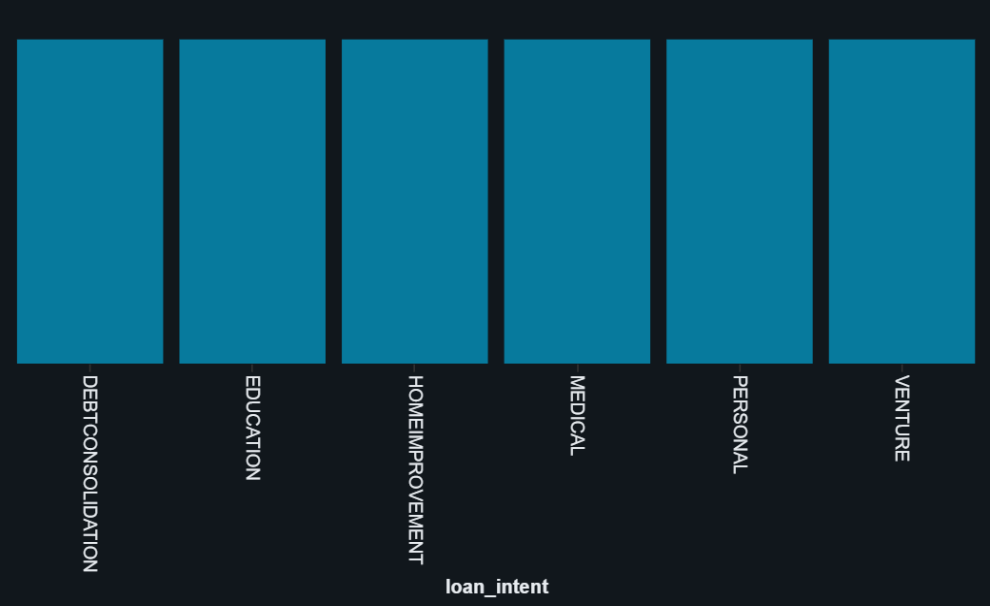 DEBTCONSOLIDATION
EDUCATION
HOMEIMPROVEMENT
MEDICAL
PERSONAL
VENTURE
loan_intent